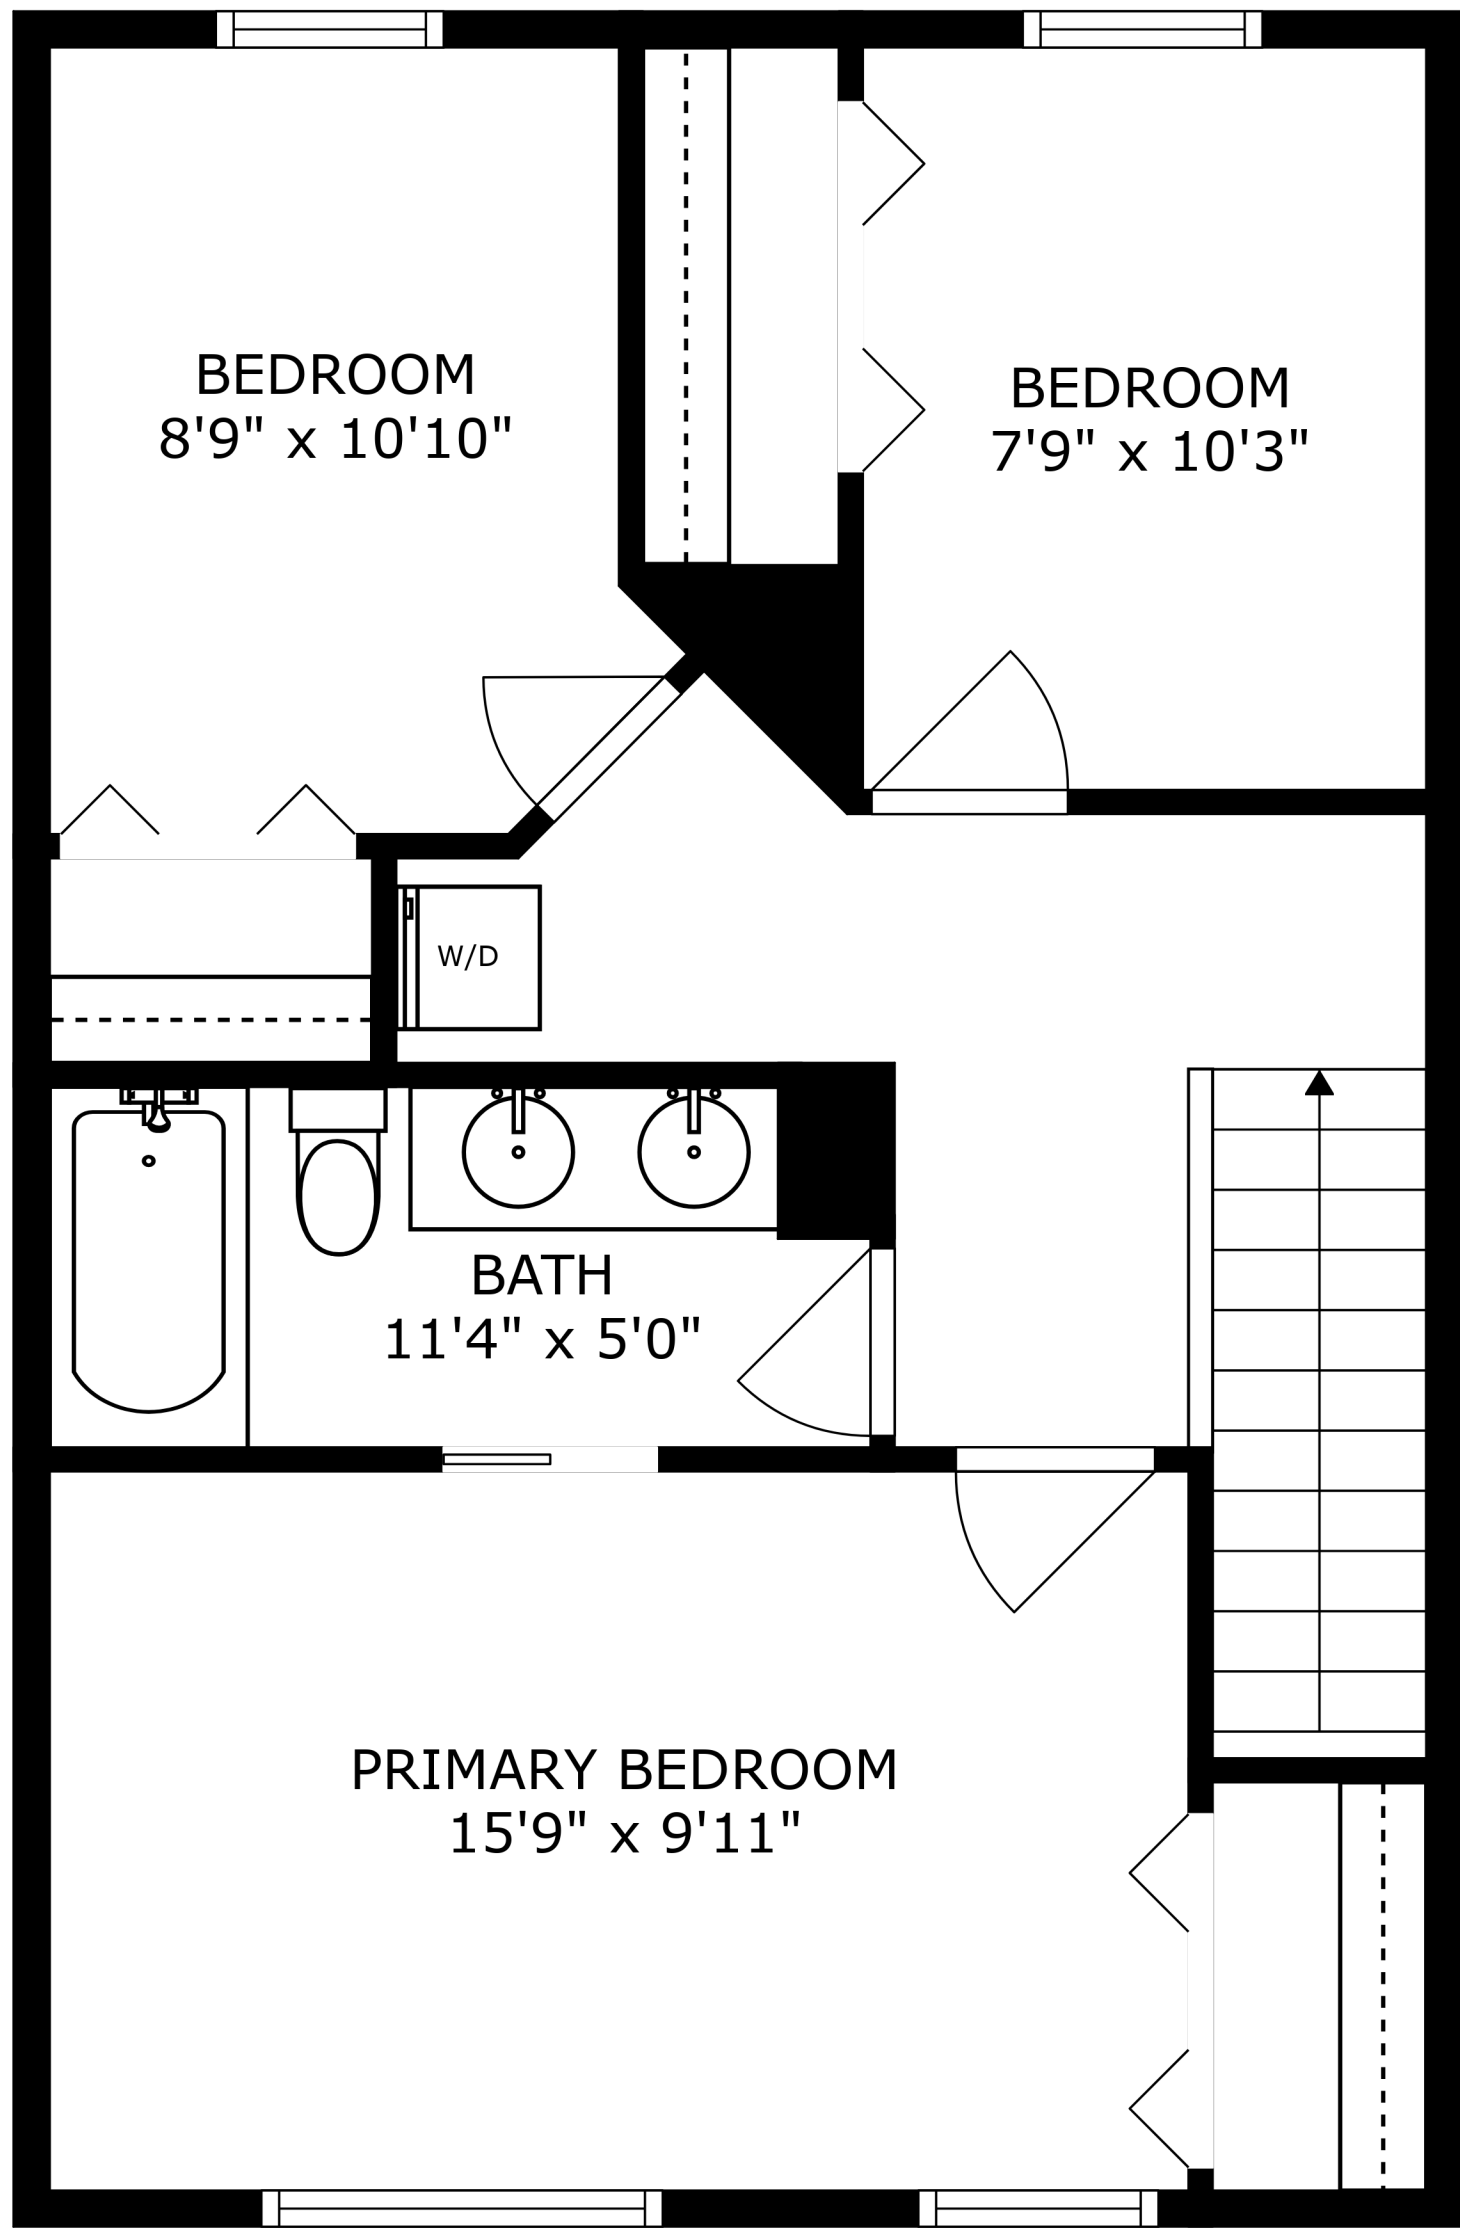 BEDROOM
8'9" x 10'10"
BEDROOM
7'9" x 10'3"
W/D
BATH
11'4" x 5'0"
PRIMARY BEDROOM
15'9" x 9'11"